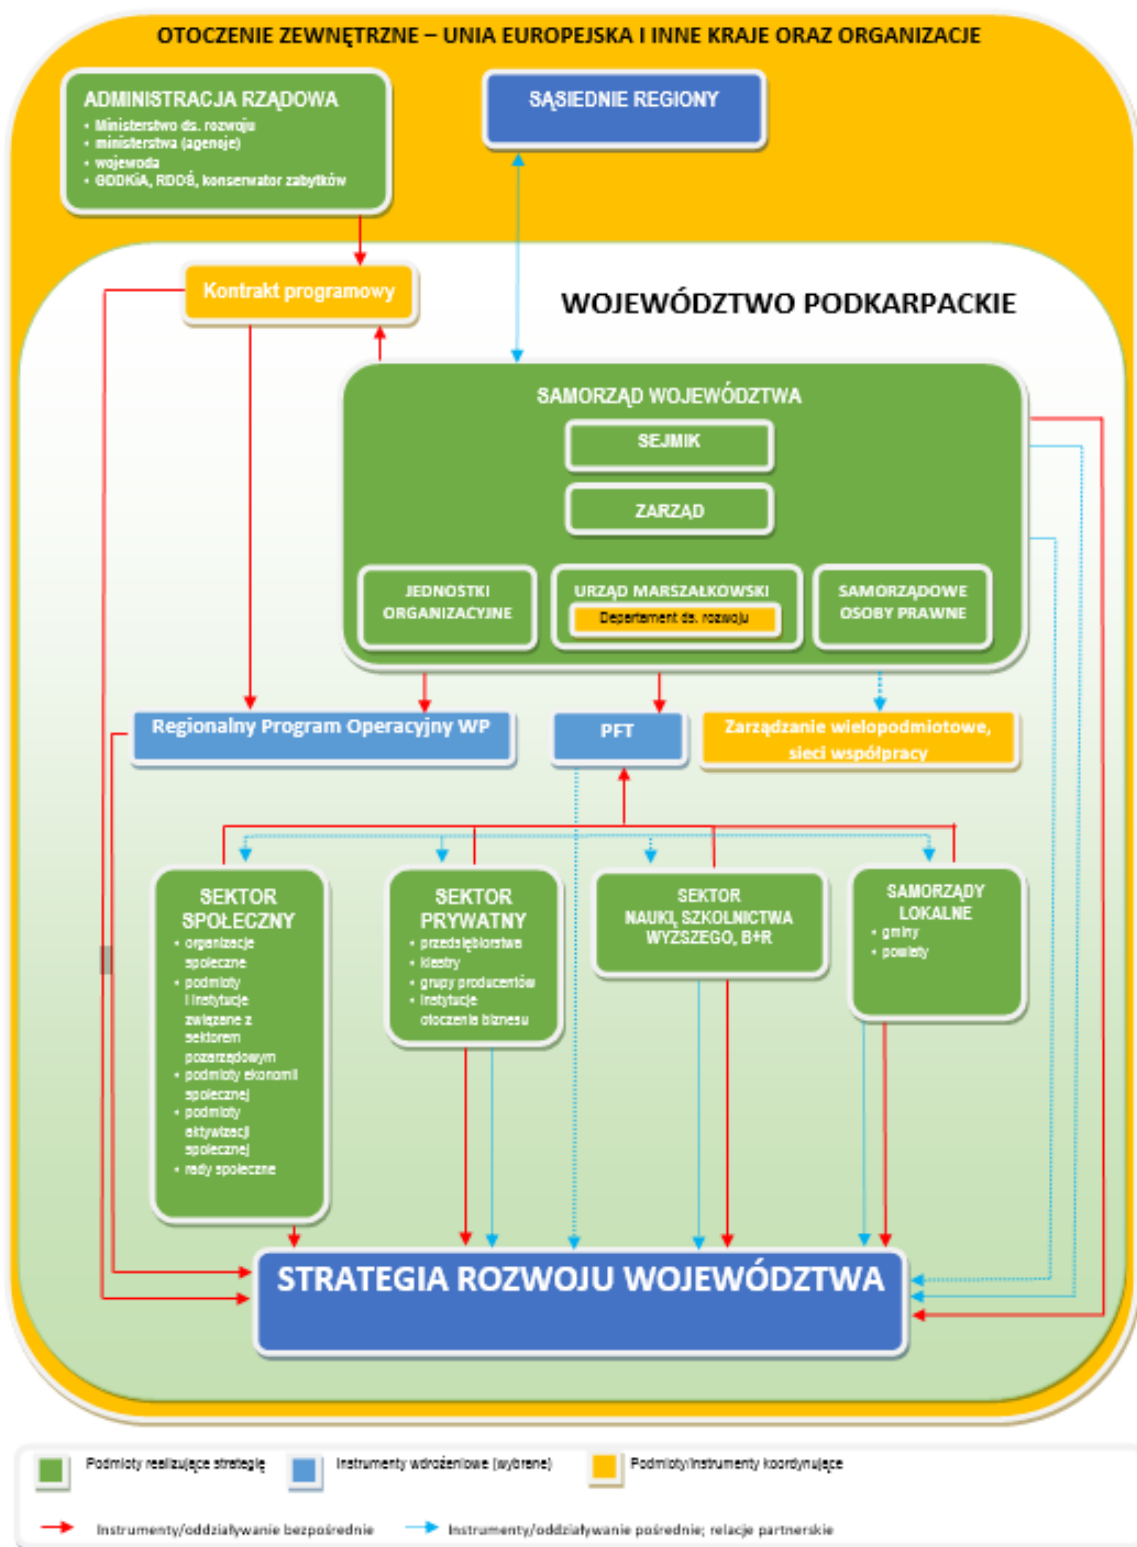 OTOCZENIE ZEWNĘTRZNE – UNIA EUROPEJSKA I INNE KRAJE ORAZ ORGANIZACJE
ADMINISTRACJA RZĄDOWA
• Ministerstwo ds. rozwoju
• ministerstwa (agencje)
• wojewoda
• GDDKiA, RDOŚ, konserwator zabytków
SĄSIEDNIE REGIONY
Kontrakt programowy
WOJEWÓDZTWO PODKARPACKIE
SAMORZĄD WOJEWÓDZTWA
SEJMIK
ZARZĄD
JEDNOSTKI
ORGANIZACYJNE
URZĄD MARSZAŁKOWSKI
Departament ds. rozwoju
SAMORZĄDOWE
OSOBY PRAWNE
Regionalny Program Operacyjny WP
PFT
Zarządzanie wielopodmiotowe,
sieci współpracy
SEKTOR
SPOŁECZNY
• organizacje
społeczne
• podmioty
i instytucje
związane z
sektorem
pozarządowym
• podmioty ekonomii
społecznej
• podmioty
aktywizacji
społecznej
• rady społeczne
SEKTOR
PRYWATNY
• przedsiębiorstwa
• klastry
• grupy producentów
• instytucje
otoczenia biznesu
SEKTOR
NAUKI, SZKOLNICTWA
WYŻSZEGO, B+R
SAMORZĄDY
LOKALNE
• gminy
• powiaty
STRATEGIA ROZWOJU WOJEWÓDZTWA
Podmioty realizujące strategię
Instrumenty wdrożeniowe (wybrane)
Podmioty/instrumenty koordynujące
Instrumenty/oddziaływanie bezpośrednie
Instrumenty/oddziaływanie pośrednie; relacje partnerskie